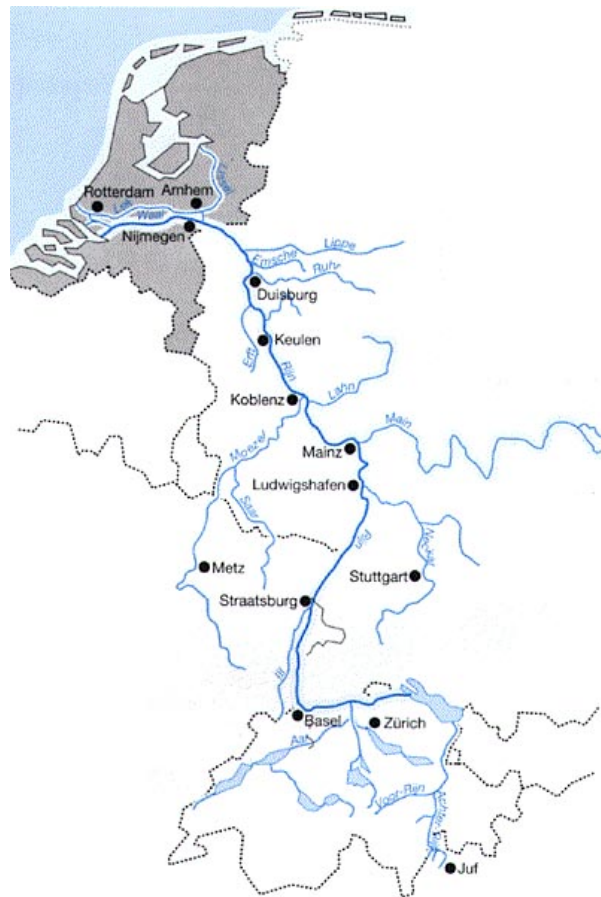 Rotterdam
Arnhem
IJssel
Lek
Waal
Nijmegen
Lippe
Emscher
Ruhr
Duisburg
Keulen
Erft
Rijn
Lahn
Koblenz
Main
Moezel
Mainz
Ludwigshafen
Saar
Neckar
Rijn
Metz
Stuttgart
Straatsburg
Ill
Basel
Zürich
Aar
Voor-Rijn
Achter-Rijn
Juf